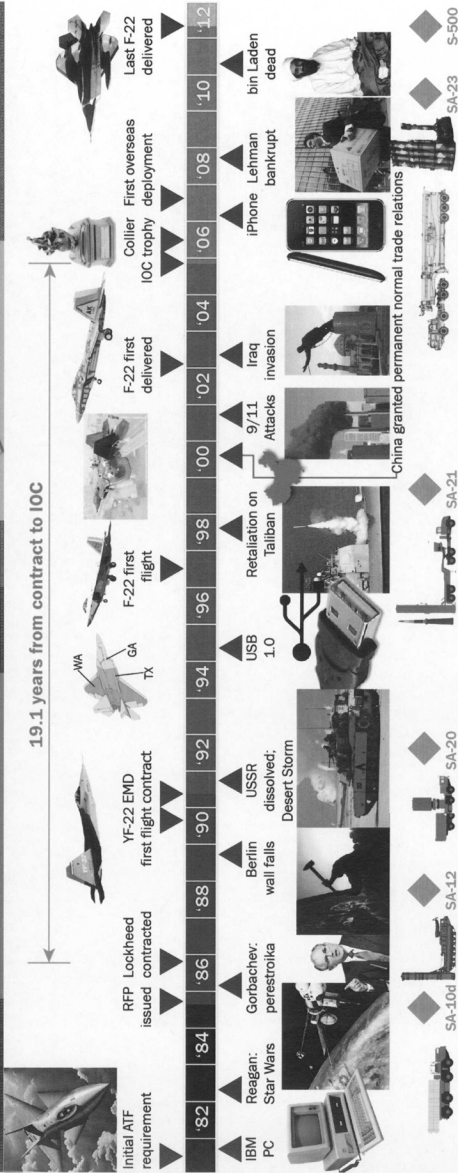 19.1 years from contract to IOC
WA
GA
TX
Initial ATF
requirement
RFP
issued
Lockheed
contracted
YF-22
first flight
EMD
contract
F-22 first
flight
F-22 first
delivered
Collier
trophy
IOC
First overseas
deployment
Last F-22
delivered
'82
'84
'86
'88
'90
'92
'94
'96
'98
'00
'02
'04
'06
'08
'10
'12
IBM
PC
Reagan:
Star Wars
Gorbachev:
perestroika
Berlin
wall falls
USSR
dissolved;
Desert Storm
USB
1.0
Retaliation on
Taliban
9/11
Attacks
Iraq
invasion
iPhone
Lehman
bankrupt
bin Laden
dead
China granted permanent normal trade relations
SA-10d
SA-12
SA-20
SA-21
SA-23
S-500